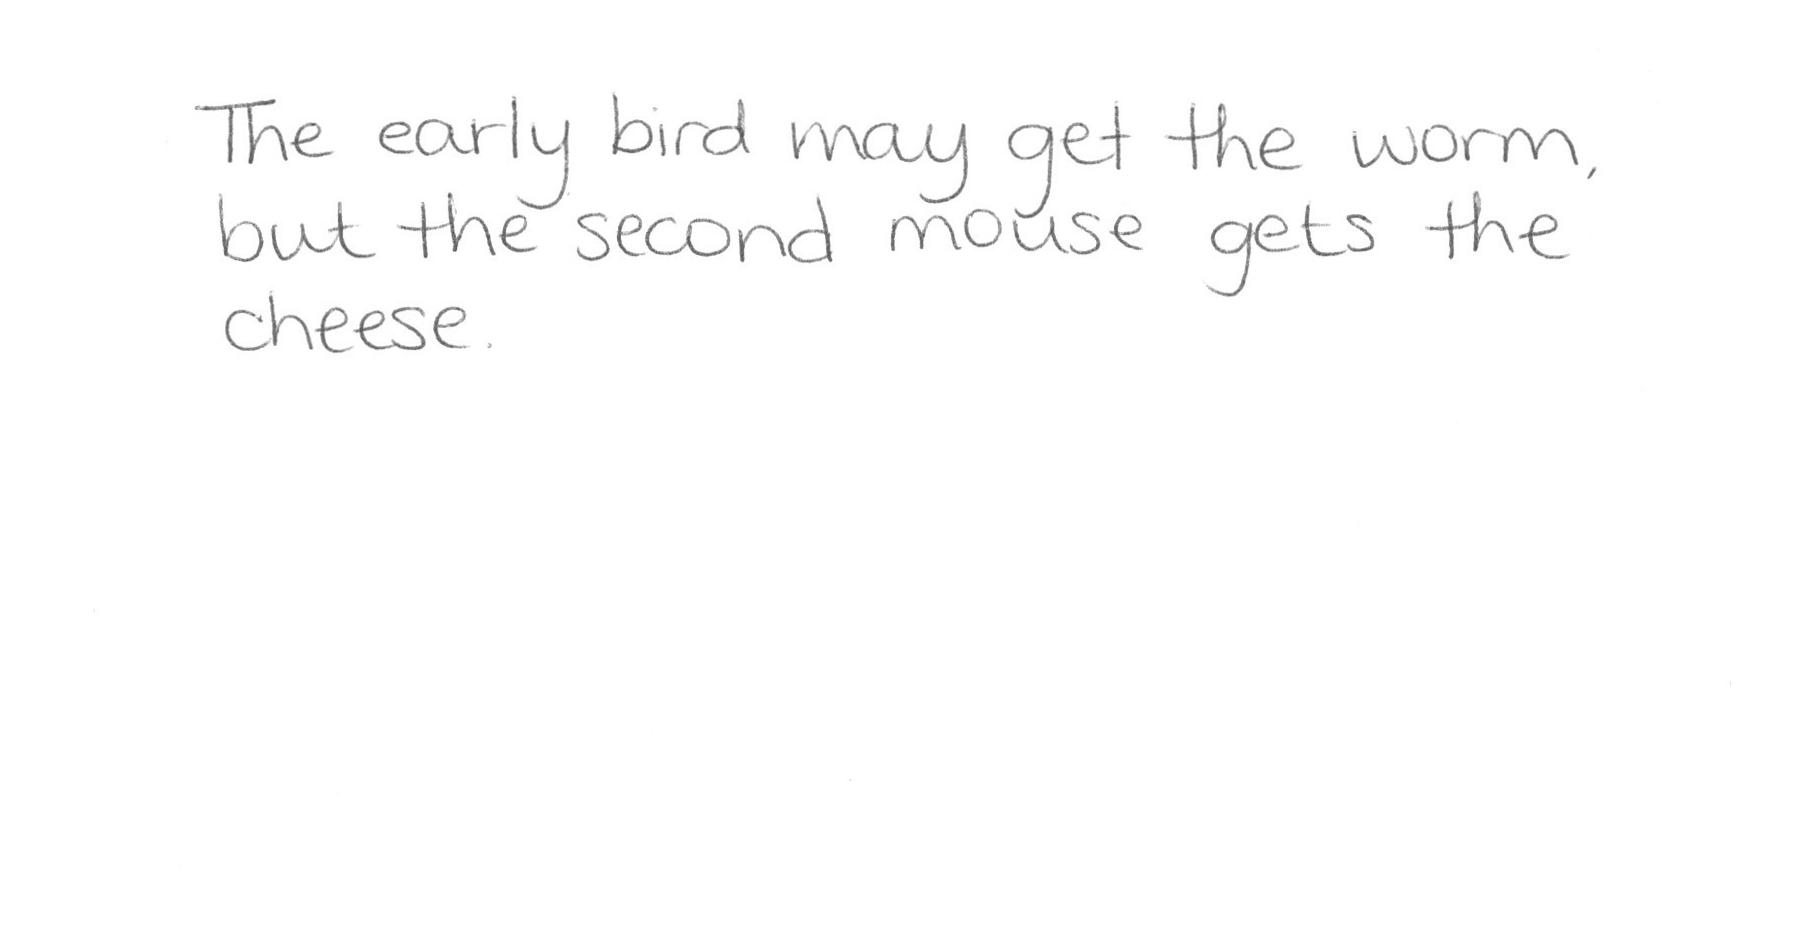 The early bird may get the worm,
but the second mouse gets the
cheese.